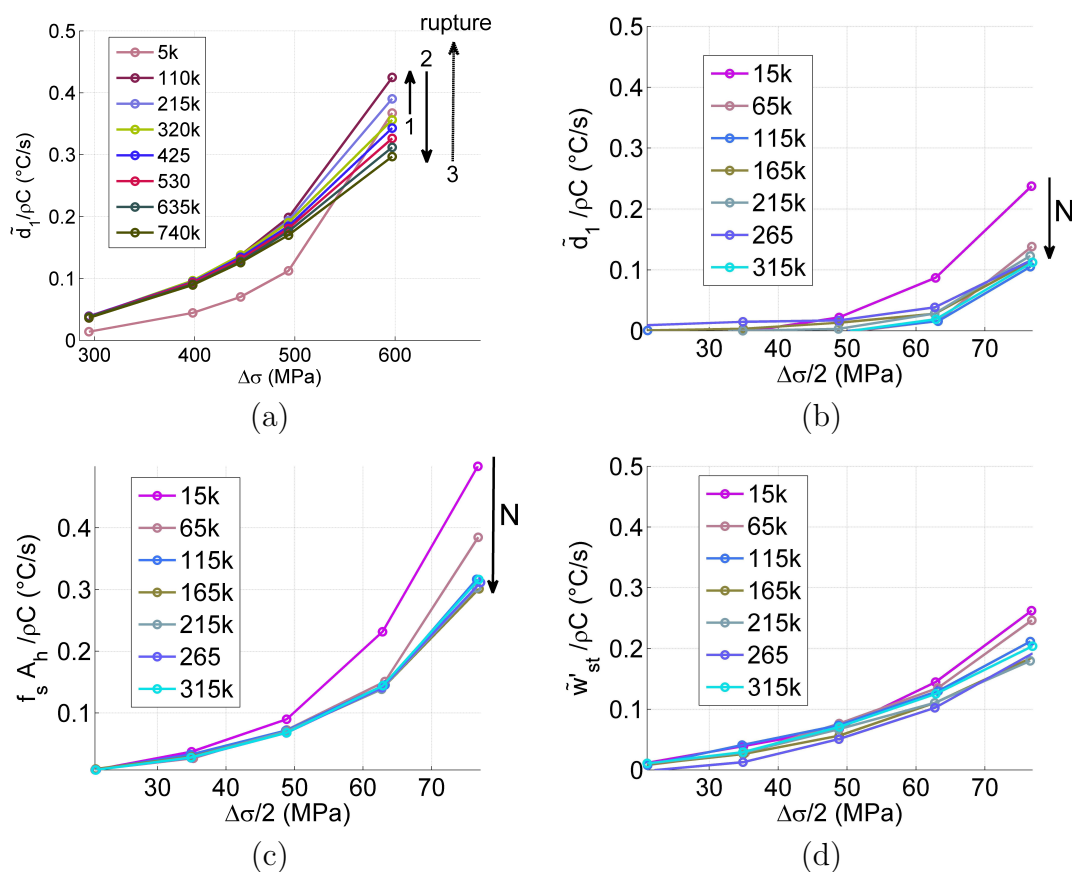 rupture
0.5
0.4
0.3
0.2
0.1
0
5k
110k
215k
320k
425
530
635k
740k
1
2
3
300 400 500 600
Δσ (MPa)
d̃₁/ρC (°C/s)
(a)
0.5
0.4
0.3
0.2
0.1
0
15k
65k
115k
165k
215k
265
315k
N
30 40 50 60 70
Δσ/2 (MPa)
d̃₁/ρC (°C/s)
(b)
0.4
0.3
0.2
0.1
15k
65k
115k
165k
215k
265
315k
N
30 40 50 60 70
Δσ/2 (MPa)
fₛ Aₕ/ρC (°C/s)
(c)
0.5
0.4
0.3
0.2
0.1
0
15k
65k
115k
165k
215k
265
315k
30 40 50 60 70
Δσ/2 (MPa)
w̃'ₛₜ/ρC (°C/s)
(d)